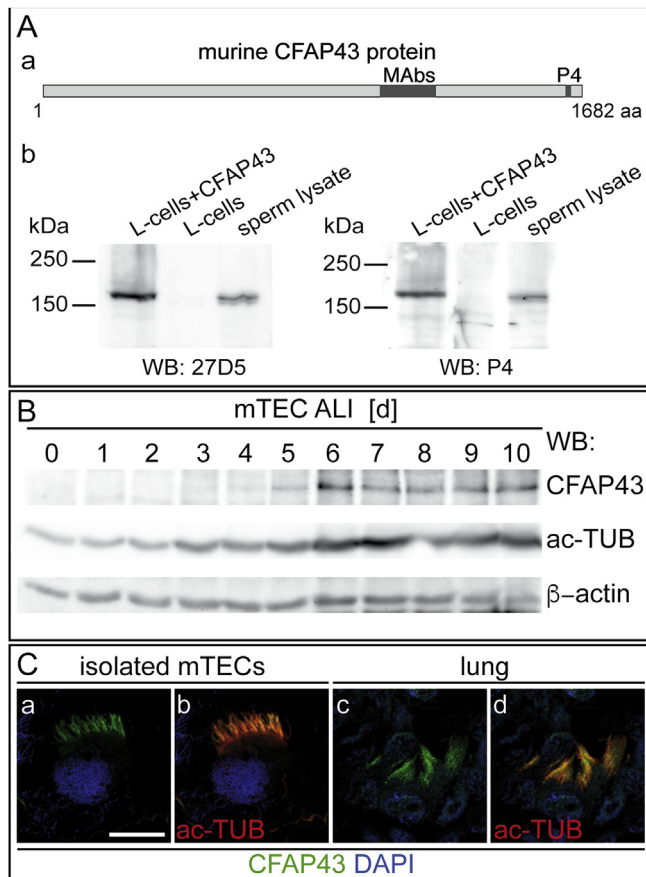 A
a
murine CFAP43 protein
MAbs P4
1 1682 aa
b
L-cells+CFAP43 L-cells sperm lysate
kDa
250
150
WB: 27D5
L-cells+CFAP43 L-cells sperm lysate
kDa
250
150
WB: P4
B
mTEC ALI [d]
0 1 2 3 4 5 6 7 8 9 10 WB:
CFAP43
ac-TUB
β–actin
C
isolated mTECs lung
a b c d
ac-TUB ac-TUB
CFAP43 DAPI